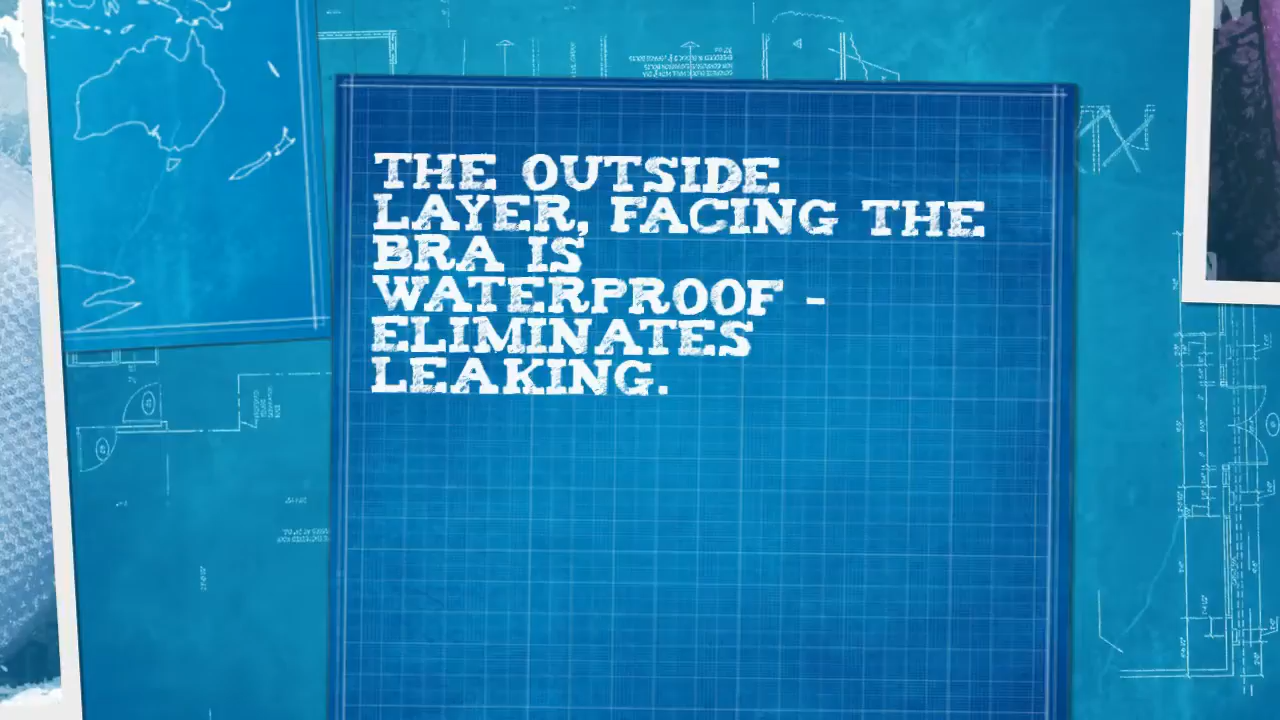 THE OUTSIDE
LAYER, FACING THE
BRA IS
WATERPROOF -
ELIMINATES
LEAKING.